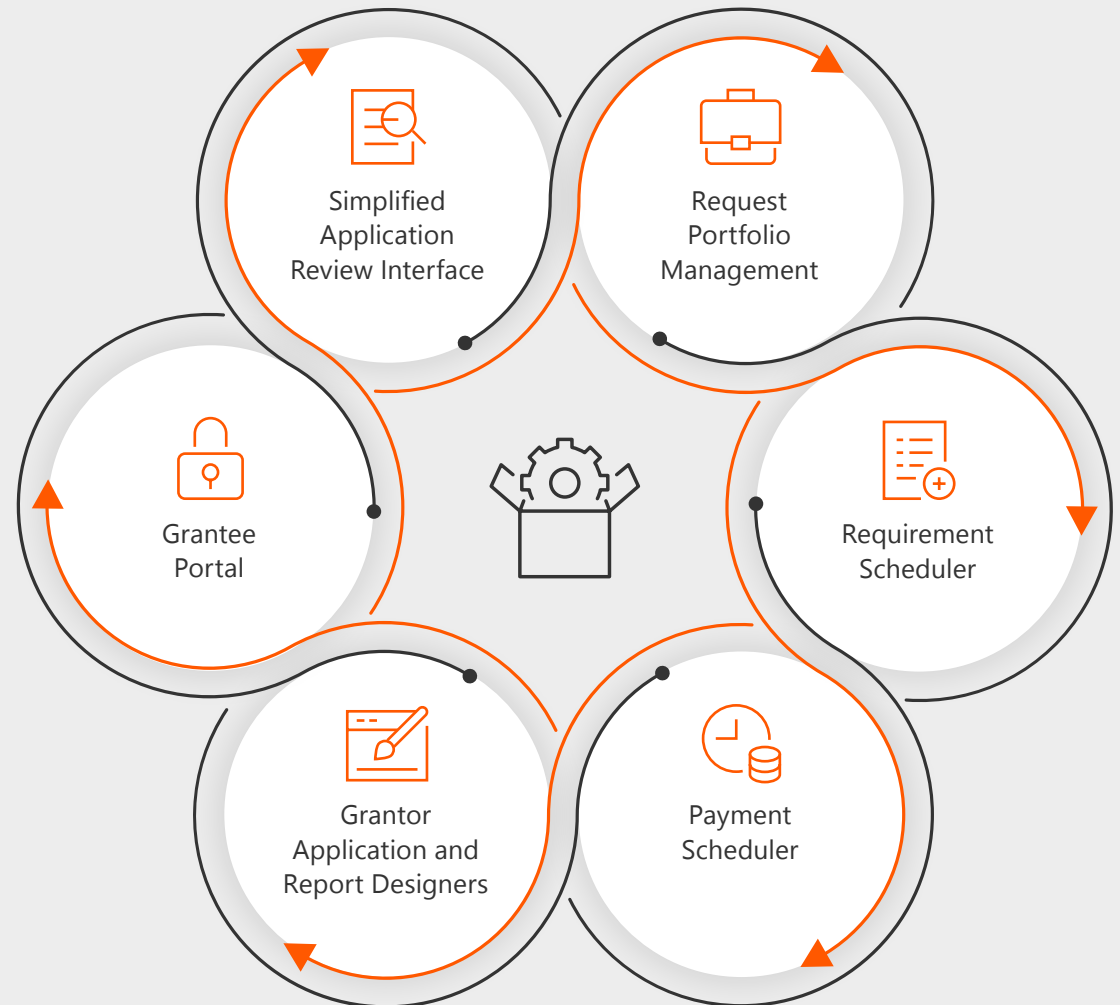 Simplified
Application
Review Interface
Request
Portfolio
Management
Grantee
Portal
Requirement
Scheduler
Grantor
Application and
Report Designers
Payment
Scheduler